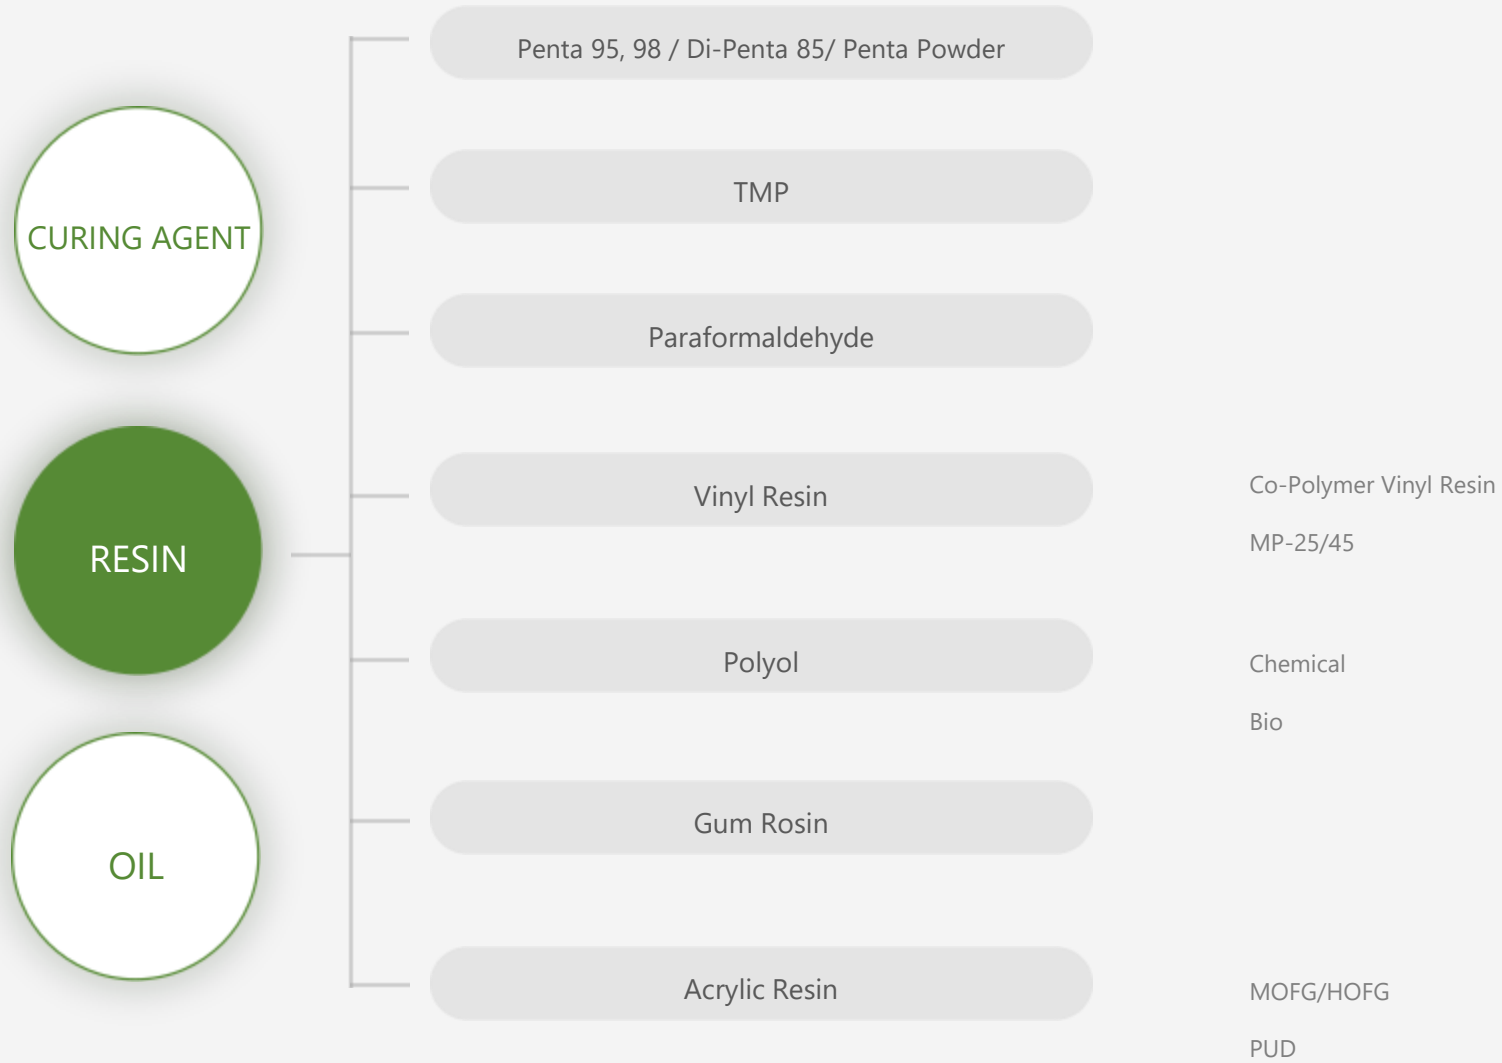 CURING AGENT
RESIN
OIL
Penta 95, 98 / Di-Penta 85/ Penta Powder
TMP
Paraformaldehyde
Vinyl Resin
Co-Polymer Vinyl Resin
MP-25/45
Polyol
Chemical
Bio
Gum Rosin
Acrylic Resin
MOFG/HOFG
PUD